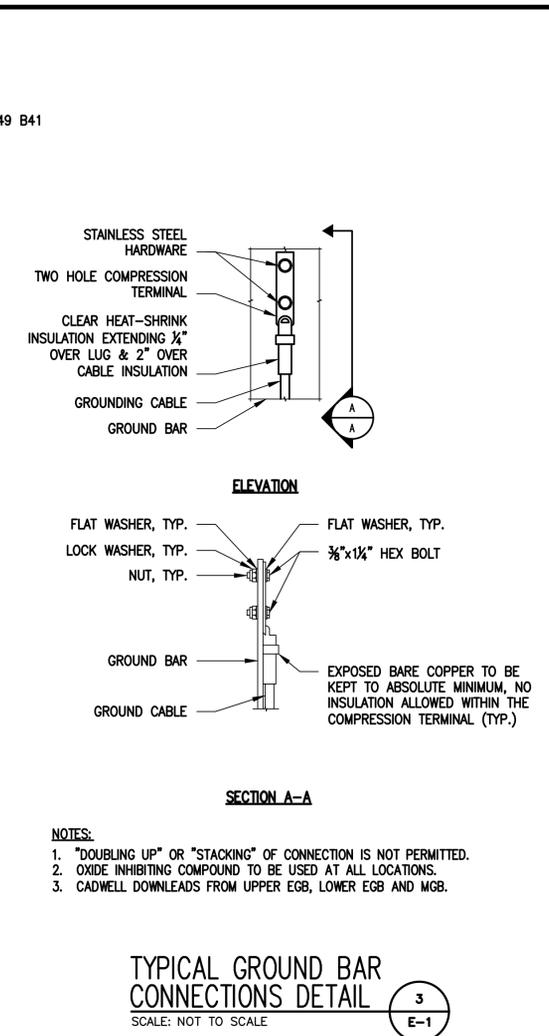 49 B41
STAINLESS STEEL
HARDWARE
TWO HOLE COMPRESSION
TERMINAL
CLEAR HEAT-SHRINK
INSULATION EXTENDING ¼"
OVER LUG & 2" OVER
CABLE INSULATION
GROUNDING CABLE
GROUND BAR
A
A
ELEVATION
FLAT WASHER, TYP.
LOCK WASHER, TYP.
NUT, TYP.
GROUND BAR
GROUND CABLE
FLAT WASHER, TYP.
⅜"x1¼" HEX BOLT
EXPOSED BARE COPPER TO BE
KEPT TO ABSOLUTE MINIMUM, NO
INSULATION ALLOWED WITHIN THE
COMPRESSION TERMINAL (TYP.)
SECTION A-A
NOTES:
1. "DOUBLING UP" OR "STACKING" OF CONNECTION IS NOT PERMITTED.
2. OXIDE INHIBITING COMPOUND TO BE USED AT ALL LOCATIONS.
3. CADWELL DOWNLEADS FROM UPPER EGB, LOWER EGB AND MGB.
TYPICAL GROUND BAR
CONNECTIONS DETAIL
SCALE: NOT TO SCALE
3
E-1